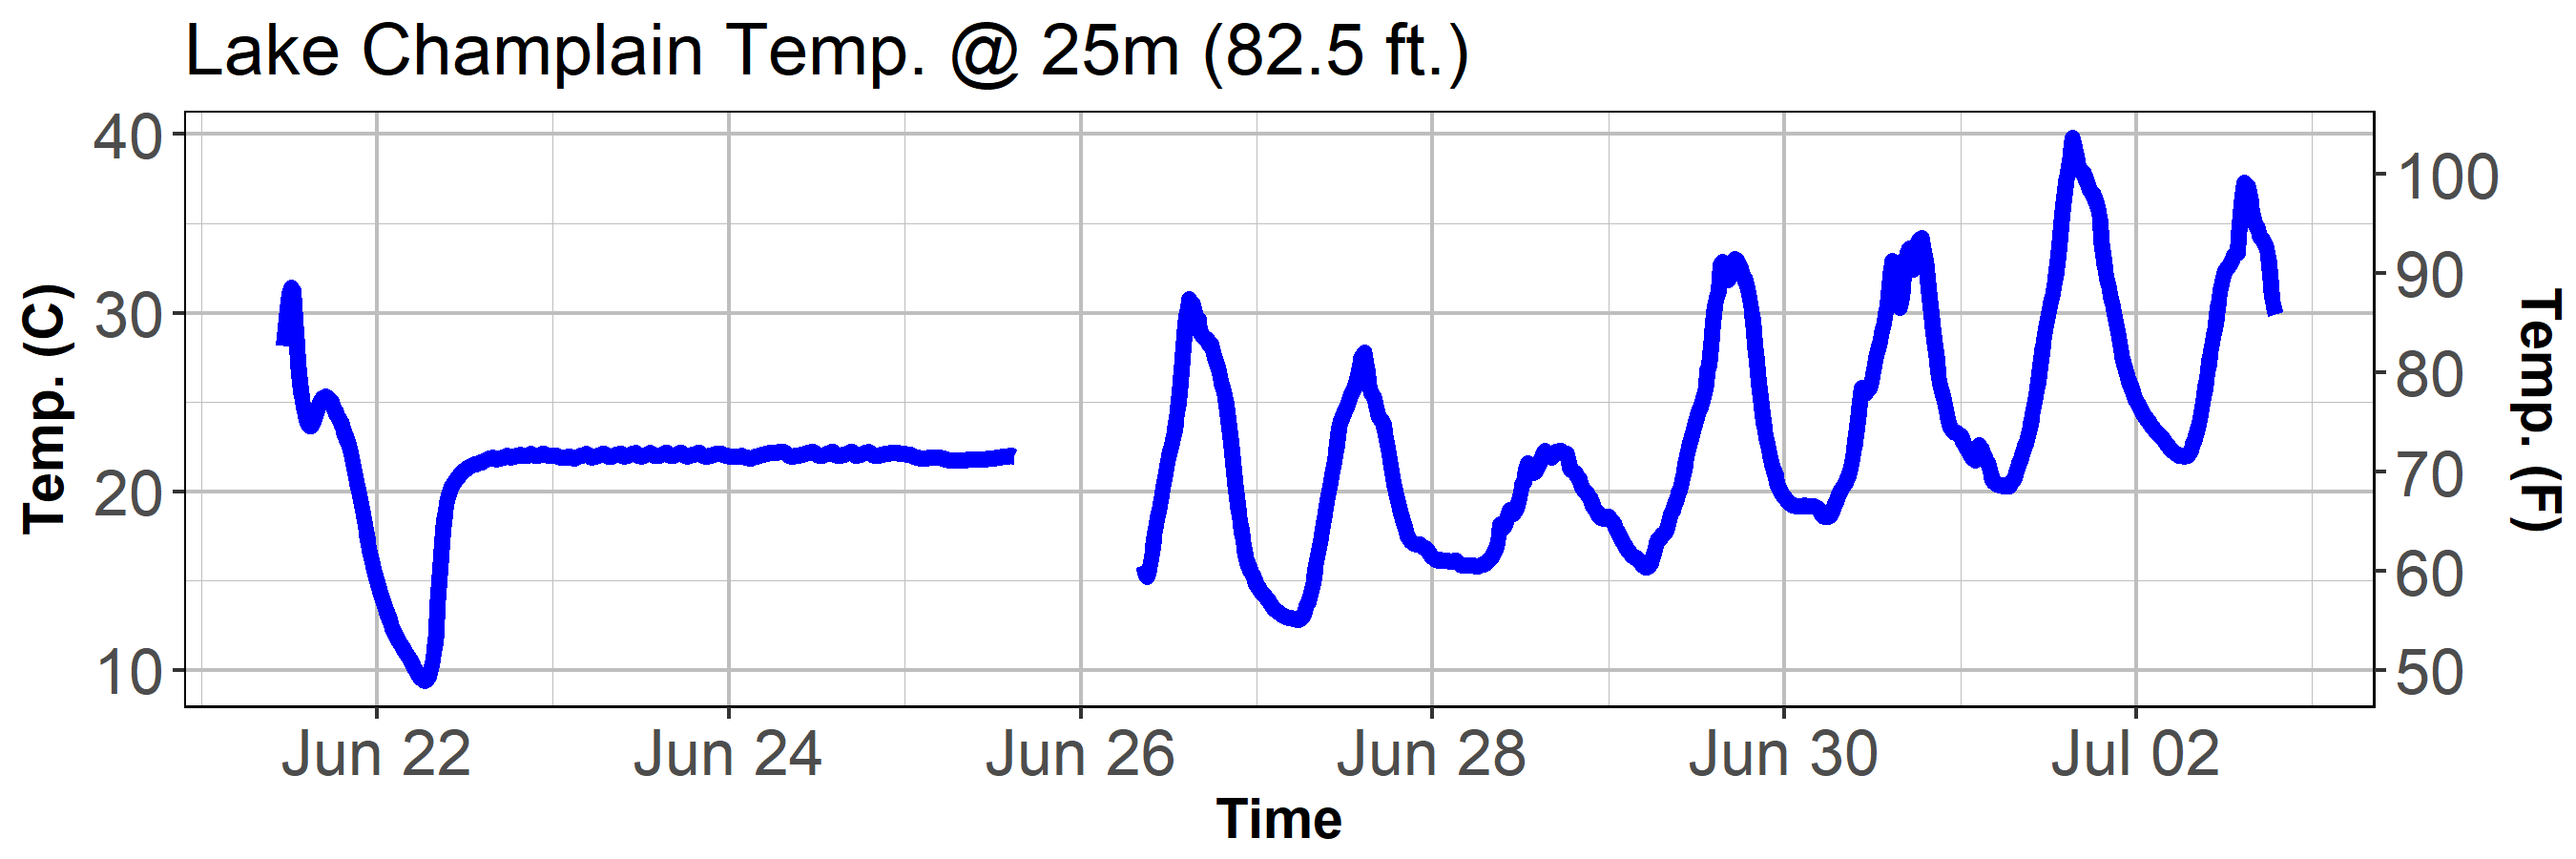 Lake Champlain Temp. @ 25m (82.5 ft.)
Temp. (C)
40
30
20
10
100
90
80
70
60
50
Temp. (F)
Jun 22 Jun 24 Jun 26 Jun 28 Jun 30 Jul 02
Time